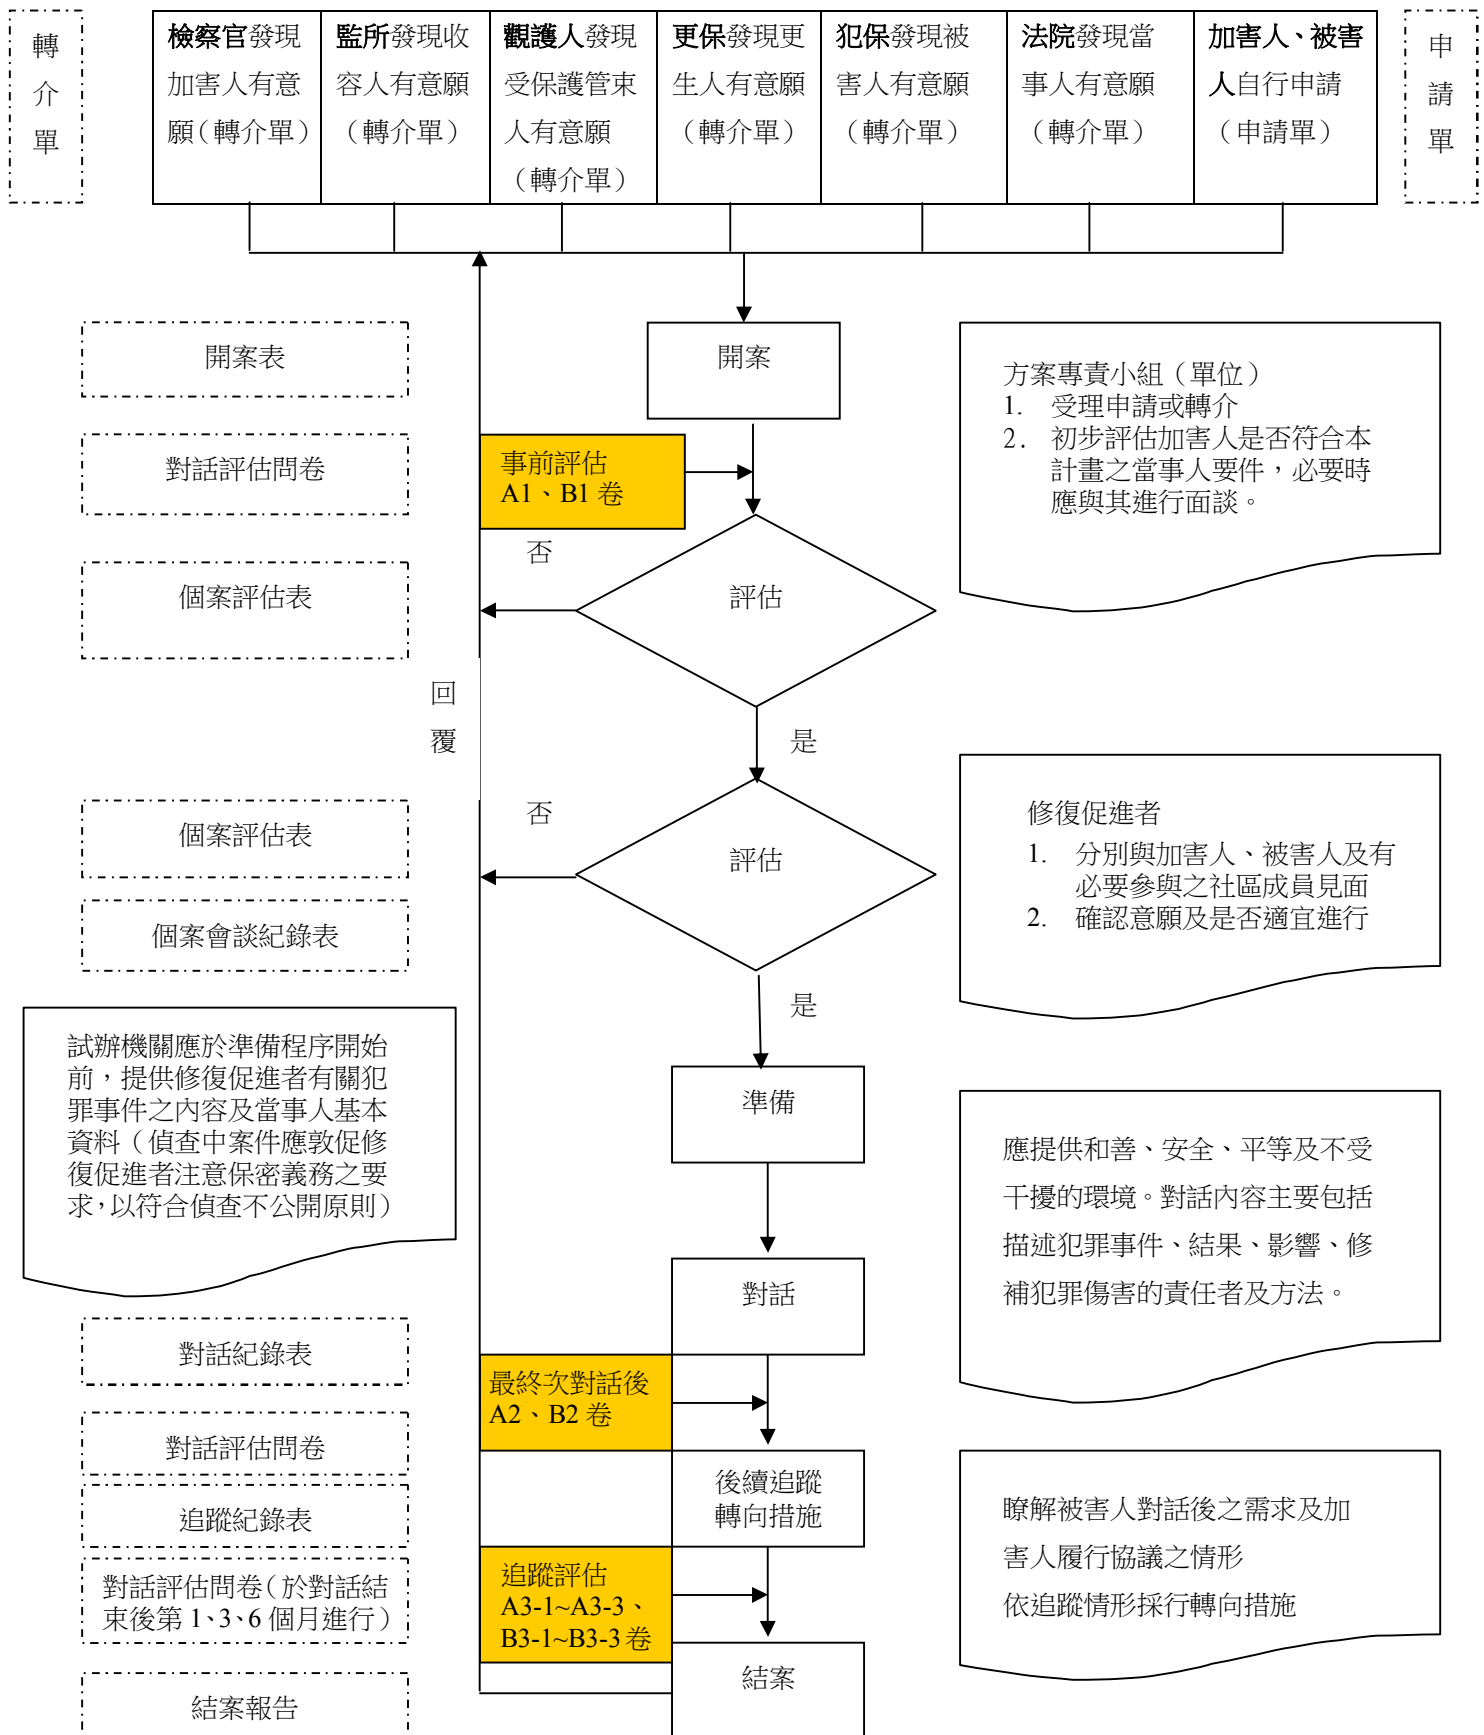 轉
介
單
檢察官發現
加害人有意
願（轉介單）
監所發現收
容人有意願
（轉介單）
觀護人發現
受保護管束
人有意願
（轉介單）
更保發現更
生人有意願
（轉介單）
犯保發現被
害人有意願
（轉介單）
法院發現當
事人有意願
（轉介單）
加害人、被害
人自行申請
（申請單）
申
請
單
開案表
開案
方案專責小組（單位）
1. 受理申請或轉介
2. 初步評估加害人是否符合本
計畫之當事人要件，必要時
應與其進行面談。
對話評估問卷
事前評估
A1、B1 卷
否
個案評估表
評估
回
覆
是
個案評估表
否
評估
修復促進者
1. 分別與加害人、被害人及有
必要參與之社區成員見面
2. 確認意願及是否適宜進行
個案會談紀錄表
是
試辦機關應於準備程序開始
前，提供修復促進者有關犯
罪事件之內容及當事人基本
資料（偵查中案件應敦促修
復促進者注意保密義務之要
求，以符合偵查不公開原則）
準備
應提供和善、安全、平等及不受
干擾的環境。對話內容主要包括
描述犯罪事件、結果、影響、修
補犯罪傷害的責任者及方法。
對話
對話紀錄表
最終次對話後
A2、B2 卷
對話評估問卷
後續追蹤
轉向措施
追蹤紀錄表
瞭解被害人對話後之需求及加
害人履行協議之情形
依追蹤情形採行轉向措施
對話評估問卷（於對話結
束後第 1、3、6 個月進行）
追蹤評估
A3-1~A3-3、
B3-1~B3-3 卷
結案
結案報告